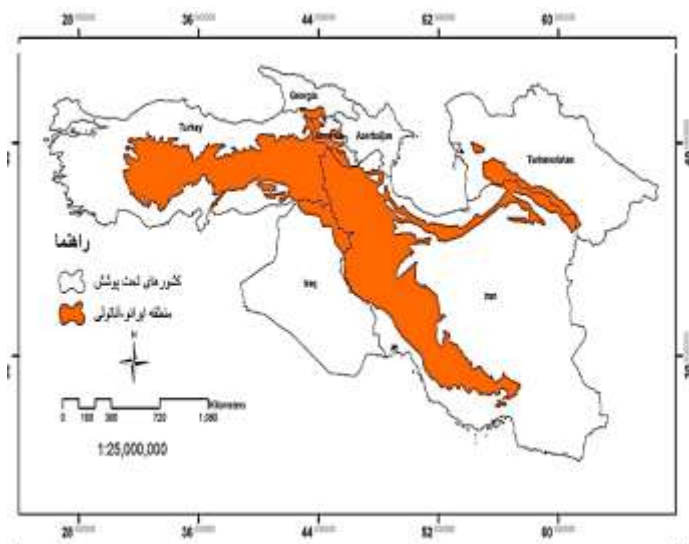 28 36 44 52 60
Georgia
Turkey
Azerbaijan
Turkmenistan
Iraq
Iran
راهنما
کشورهای تحت پوشش
منطقه ایرانو-آناتولی
N
Kilometers
0 180 360 720 1,080
1:25,000,000
28 36 44 52 60